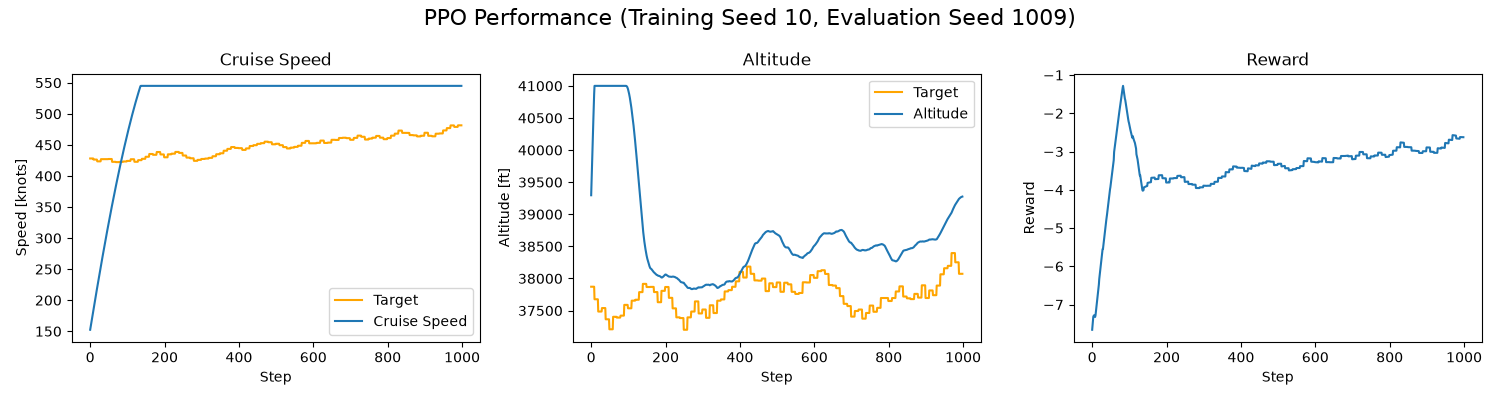 PPO Performance (Training Seed 10, Evaluation Seed 1009)
Cruise Speed
550
500
450
400
350
300
250
200
150
Speed [knots]
Target
Cruise Speed
0 200 400 600 800 1000
Step
Altitude
41000
40500
40000
39500
39000
38500
38000
37500
Altitude [ft]
Target
Altitude
0 200 400 600 800 1000
Step
Reward
−1
−2
−3
−4
−5
−6
−7
Reward
0 200 400 600 800 1000
Step